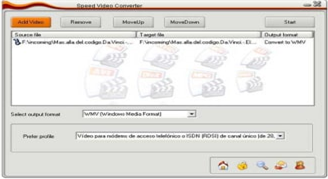 Speed Video Converter
Add Video Remove MoveUp MoveDown Start
Source file Target file Output format
F:\incoming\Mas alla del codigo Da Vinci -... F:\incoming\Mas alla del codigo Da Vinci - El... Convert to WMV
Select output format WMV (Windows Media Format)
Prefer profile Vídeo para módems de acceso telefónico o ISDN (RDSI) de canal único (de 28,